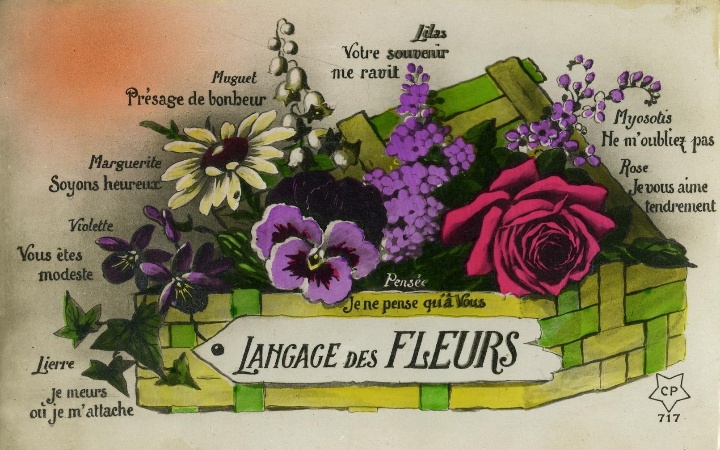 Lilas
Votre souvenir
me ravit
Muguet
Présage de bonheur
Marguerite
Soyons heureux
Violette
Vous êtes
modeste
Myosotis
Ne m'oubliez pas
Rose
Je vous aime
tendrement
Pensée
Je ne pense qu'à Vous
LANGAGE DES FLEURS
Lierre
Je meurs
où je m'attache
CP
717